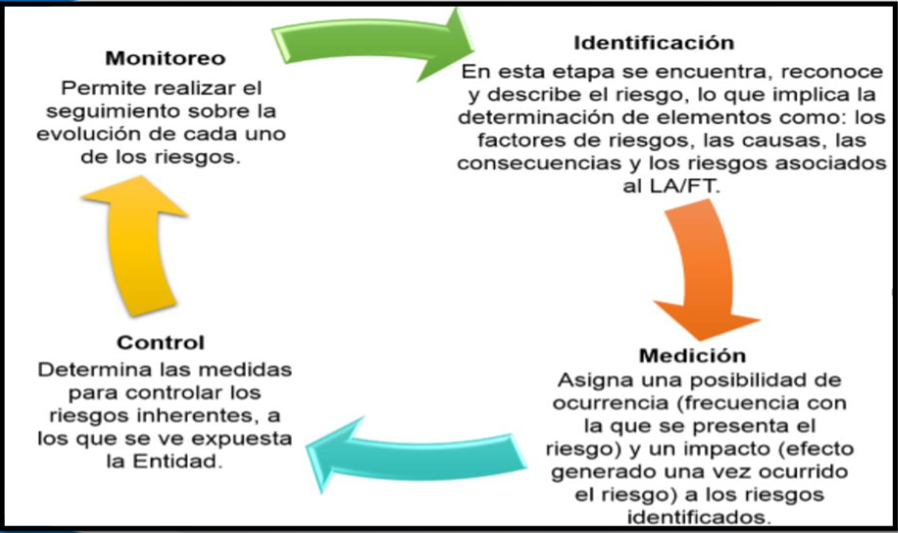 Monitoreo
Permite realizar el
seguimiento sobre la
evolución de cada uno
de los riesgos.
Identificación
En esta etapa se encuentra, reconoce
y describe el riesgo, lo que implica la
determinación de elementos como: los
factores de riesgos, las causas, las
consecuencias y los riesgos asociados
al LA/FT.
Control
Determina las medidas
para controlar los
riesgos inherentes, a
los que se ve expuesta
la Entidad.
Medición
Asigna una posibilidad de
ocurrencia (frecuencia con
la que se presenta el
riesgo) y un impacto (efecto
generado una vez ocurrido
el riesgo) a los riesgos
identificados.